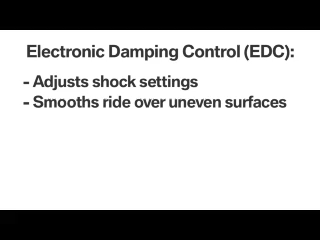 Electronic Damping Control (EDC):
- Adjusts shock settings
- Smooths ride over uneven surfaces